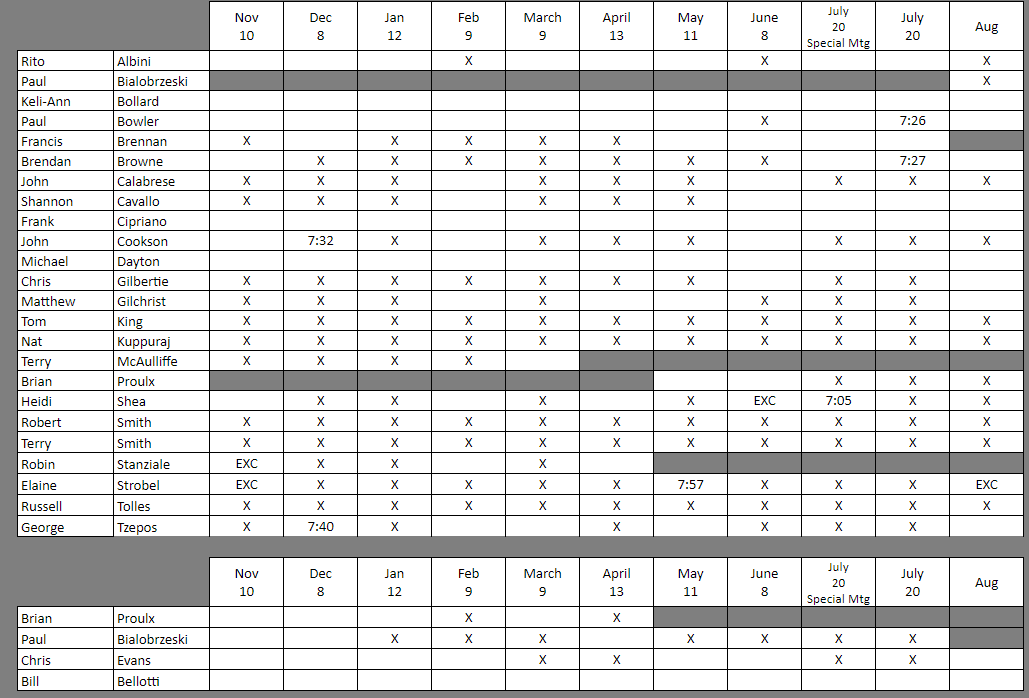 Nov 10 Dec 8 Jan 12 Feb 9 March 9 April 13 May 11 June 8 July 20 Special Mtg July 20 Aug
Rito Albini X X X
Paul Bialobrzeski X
Keli-Ann Bollard
Paul Bowler X 7:26
Francis Brennan X X X X X
Brendan Browne X X X X X X X 7:27
John Calabrese X X X X X X X X X
Shannon Cavallo X X X X X X
Frank Cipriano
John Cookson 7:32 X X X X X X X
Michael Dayton
Chris Gilbertie X X X X X X X X X
Matthew Gilchrist X X X X X X X
Tom King X X X X X X X X X X X
Nat Kuppuraj X X X X X X X X X X X
Terry McAulliffe X X X X
Brian Proulx X X X
Heidi Shea X X X X EXC 7:05 X X
Robert Smith X X X X X X X X X X X
Terry Smith X X X X X X X X X X X
Robin Stanziale EXC X X X
Elaine Strobel EXC X X X X X 7:57 X X X EXC
Russell Tolles X X X X X X X X X X X
George Tzepos X 7:40 X X X X X
Nov 10 Dec 8 Jan 12 Feb 9 March 9 April 13 May 11 June 8 July 20 Special Mtg July 20 Aug
Brian Proulx X X
Paul Bialobrzeski X X X X X X X
Chris Evans X X X X
Bill Bellotti